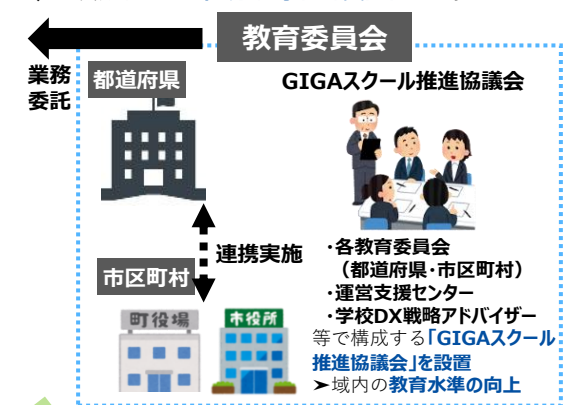 教育委員会
業務
委託
都道府県
GIGAスクール推進協議会
連携実施
市区町村
町役場
市役所
・各教育委員会
（都道府県・市区町村）
・運営支援センター
・学校DX戦略アドバイザー
等で構成する「GIGAスクール
推進協議会」を設置
➤域内の教育水準の向上